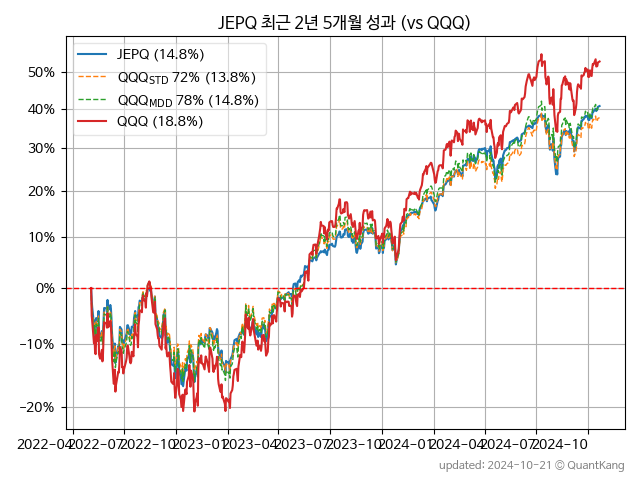 JEPQ 최근 2년 5개월 성과 (vs QQQ)
JEPQ (14.8%)
QQQSTD 72% (13.8%)
QQQMDD 78% (14.8%)
QQQ (18.8%)
50%
40%
30%
20%
10%
0%
−10%
−20%
2022-04 2022-07 2022-10 2023-01 2023-04 2023-07 2023-10 2024-01 2024-04 2024-07 2024-10
updated: 2024-10-21 © QuantKang